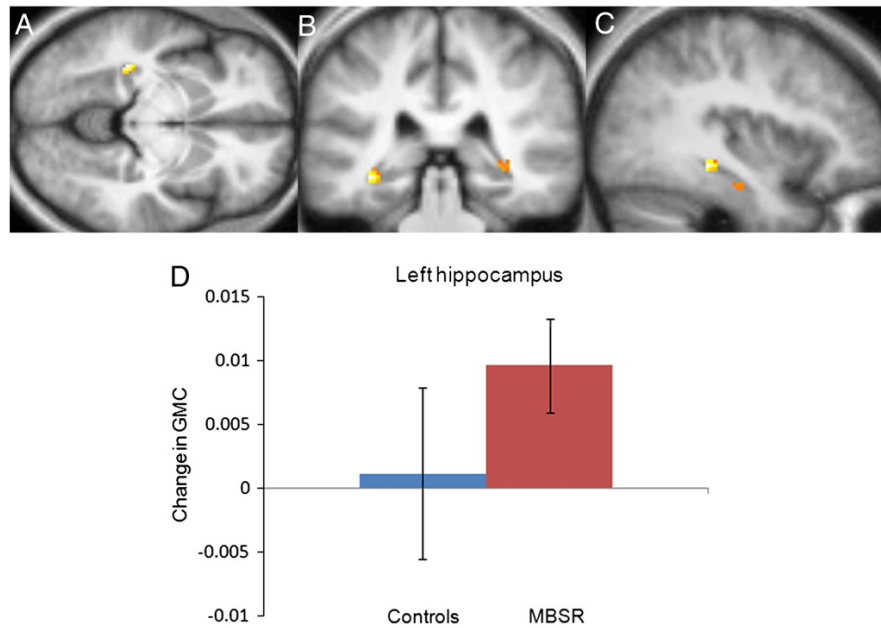 A B C
D
Left hippocampus
Change in GMC
0.015
0.01
0.005
0
-0.005
-0.01
Controls MBSR